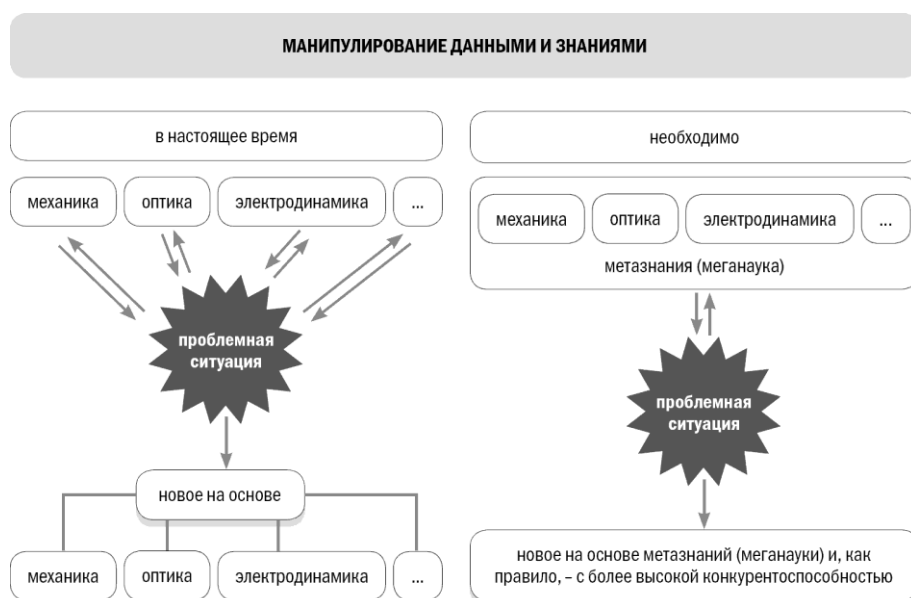 МАНИПУЛИРОВАНИЕ ДАННЫМИ И ЗНАНИЯМИ
в настоящее время
механика
оптика
электродинамика
...
проблемная
ситуация
новое на основе
механика
оптика
электродинамика
...
необходимо
механика
оптика
электродинамика
...
метазнания (меганаука)
проблемная
ситуация
новое на основе метазнаний (меганауки) и, как
правило, – с более высокой конкурентоспособностью